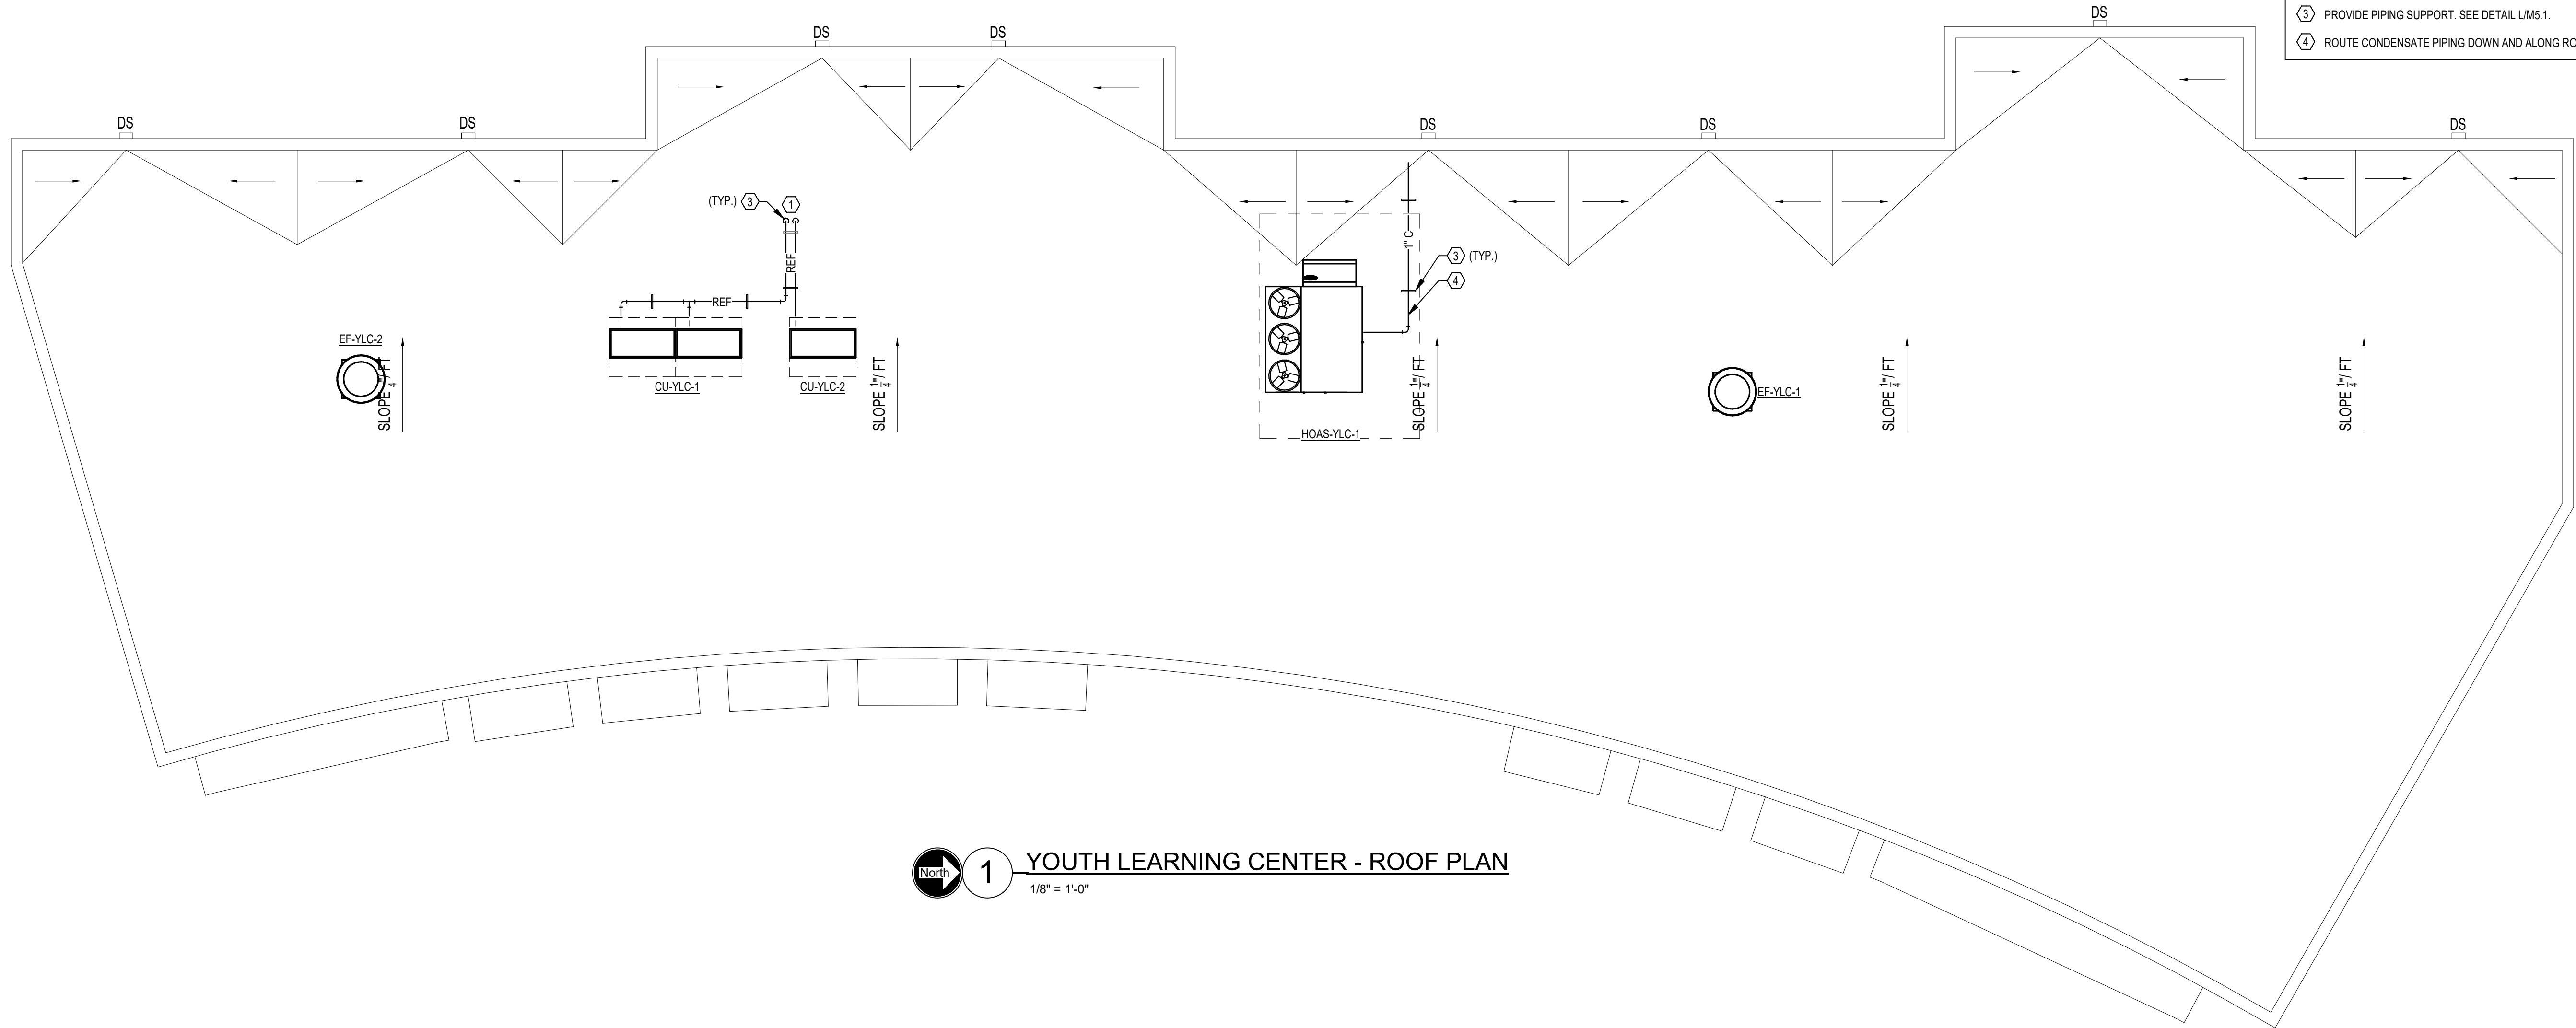 DS
3 PROVIDE PIPING SUPPORT. SEE DETAIL L/M5.1.
DS
DS
4 ROUTE CONDENSATE PIPING DOWN AND ALONG RO
DS
DS
DS
DS
DS
(TYP.) 3
1
REF
1" C
3 (TYP.)
4
REF
EF-YLC-2
SLOPE 1"/4 / FT
CU-YLC-1
CU-YLC-2
SLOPE 1"/4 / FT
HOAS-YLC-1
SLOPE 1"/4 / FT
EF-YLC-1
SLOPE 1"/4 / FT
SLOPE 1"/4 / FT
North
1
YOUTH LEARNING CENTER - ROOF PLAN
1/8" = 1'-0"